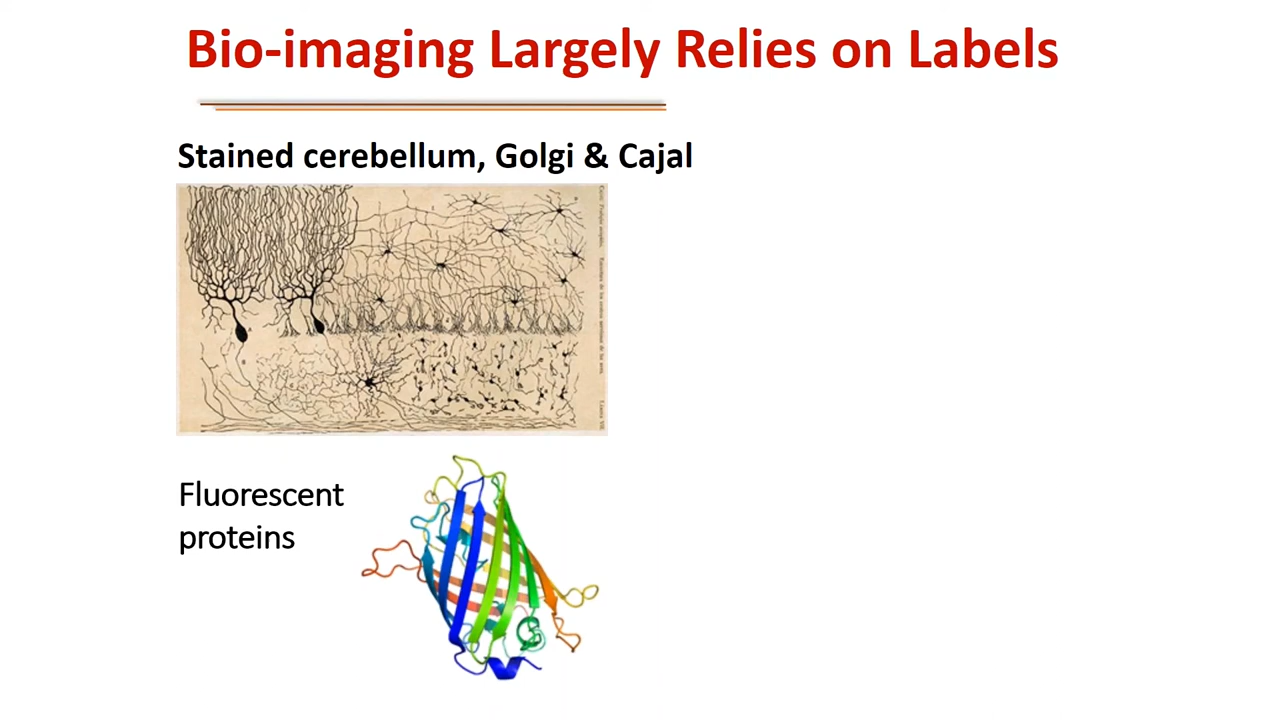 Bio-imaging Largely Relies on Labels
Stained cerebellum, Golgi & Cajal
Fluorescent
proteins